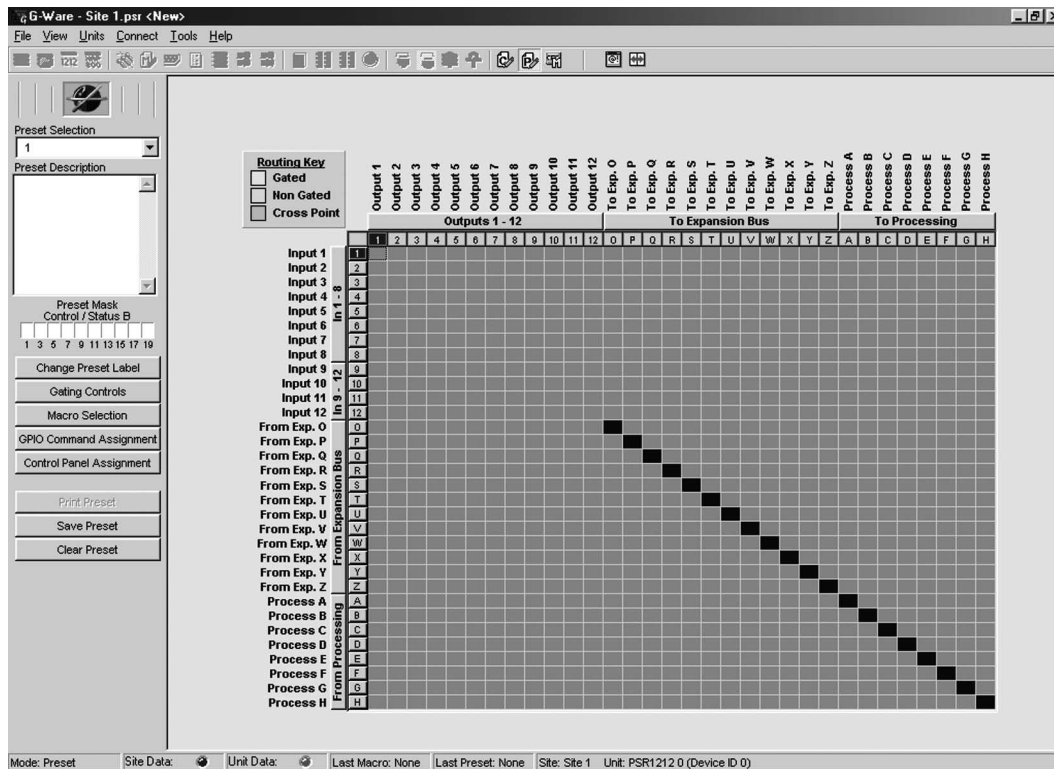 G-Ware - Site 1.psr <New>
File View Units Connect Tools Help
Preset Selection
1
Preset Description
Preset Mask
Control / Status B
1 3 5 7 9 11 13 15 17 19
Change Preset Label
Gating Controls
Macro Selection
GPIO Command Assignment
Control Panel Assignment
Print Preset
Save Preset
Clear Preset
Routing Key
Gated
Non Gated
Cross Point
Output 1
Output 2
Output 3
Output 4
Output 5
Output 6
Output 7
Output 8
Output 9
Output 10
Output 11
Output 12
To Exp. O
To Exp. P
To Exp. Q
To Exp. R
To Exp. S
To Exp. T
To Exp. U
To Exp. V
To Exp. W
To Exp. X
To Exp. Y
To Exp. Z
Process A
Process B
Process C
Process D
Process E
Process F
Process G
Process H
Outputs 1 - 12 To Expansion Bus To Processing
1 2 3 4 5 6 7 8 9 10 11 12 O P Q R S T U V W X Y Z A B C D E F G H
In 1 - 8
Input 1 1
Input 2 2
Input 3 3
Input 4 4
Input 5 5
Input 6 6
Input 7 7
Input 8 8
In 9 - 12
Input 9 9
Input 10 10
Input 11 11
Input 12 12
From Expansion Bus
From Exp. O O
From Exp. P P
From Exp. Q Q
From Exp. R R
From Exp. S S
From Exp. T T
From Exp. U U
From Exp. V V
From Exp. W W
From Exp. X X
From Exp. Y Y
From Exp. Z Z
From Processing
Process A A
Process B B
Process C C
Process D D
Process E E
Process F F
Process G G
Process H H
Mode: Preset Site Data: Unit Data: Last Macro: None Last Preset: None Site: Site 1 Unit: PSR1212 0 (Device ID 0)